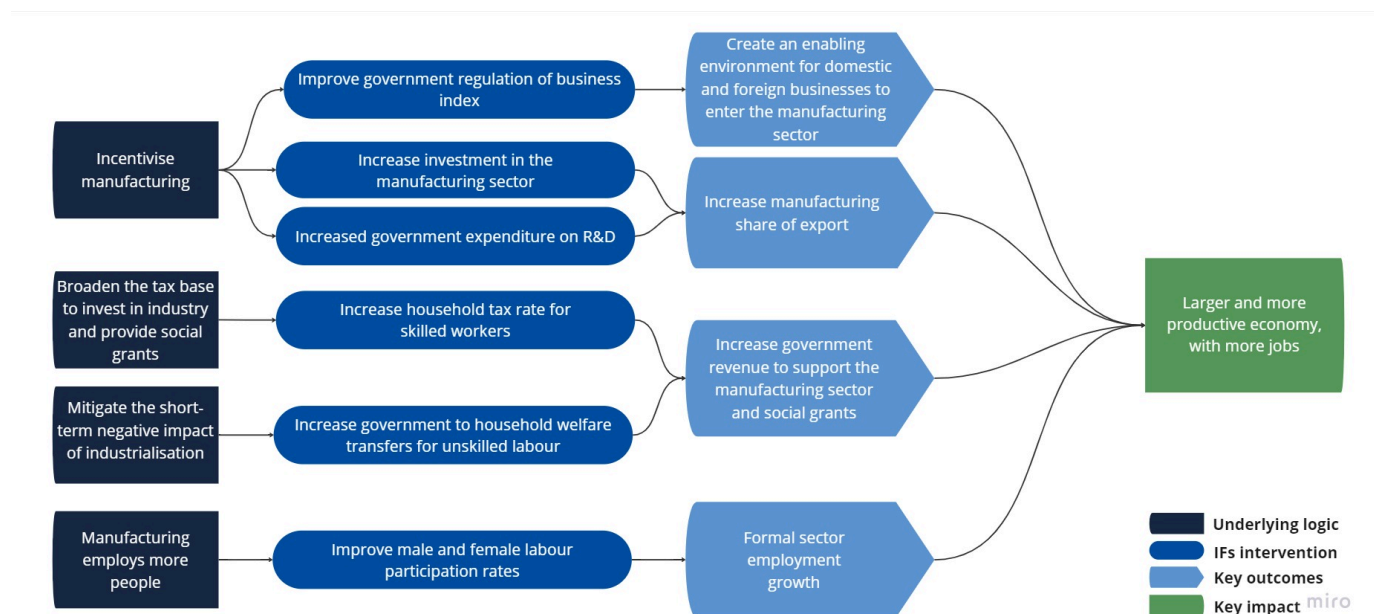 Incentivise
manufacturing
Broaden the tax base
to invest in industry
and provide social
grants
Mitigate the short-
term negative impact
of industrialisation
Manufacturing
employs more
people
Improve government regulation of business
index
Increase investment in the
manufacturing sector
Increased government expenditure on R&D
Increase household tax rate for
skilled workers
Increase government to household welfare
transfers for unskilled labour
Improve male and female labour
participation rates
Create an enabling
environment for domestic
and foreign businesses to
enter the manufacturing
sector
Increase manufacturing
share of export
Increase government
revenue to support the
manufacturing sector
and social grants
Formal sector
employment
growth
Larger and more
productive economy,
with more jobs
Underlying logic
IFs intervention
Key outcomes
Key impact
miro